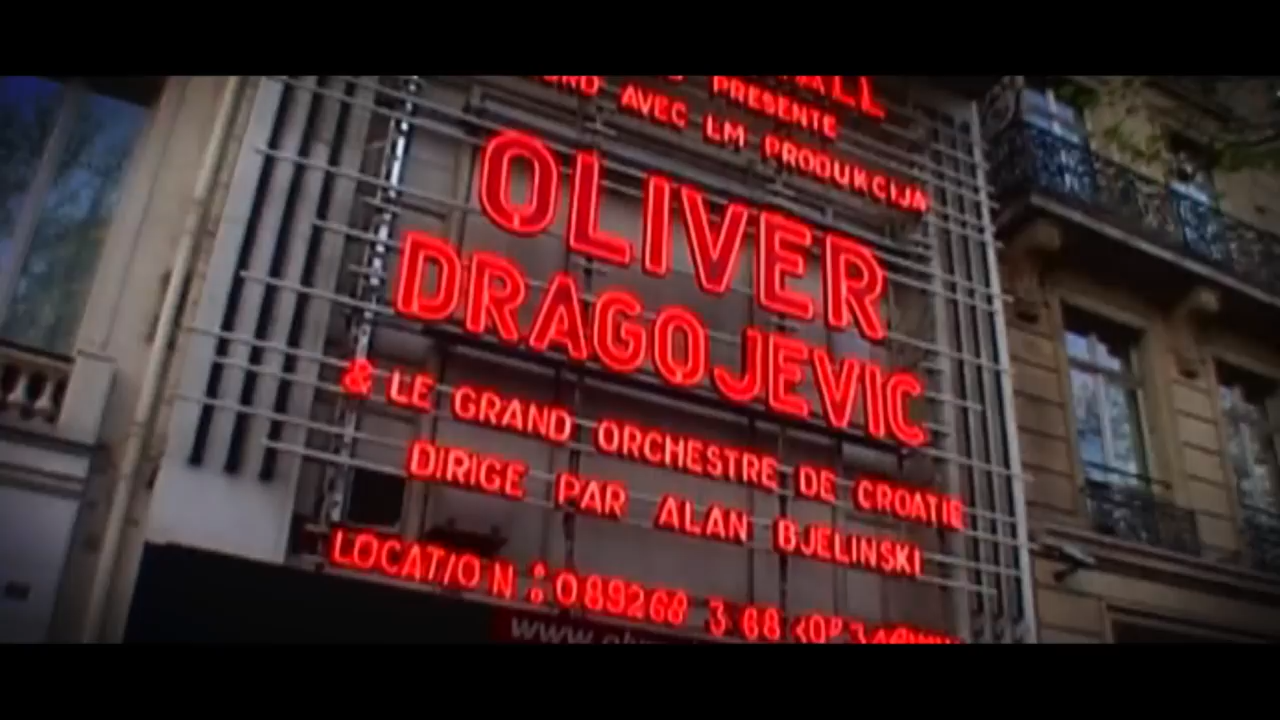 PRESENTE
AVEC LM PRODUKCIJA
OLIVER
DRAGOJEVIC
& LE GRAND ORCHESTRE DE CROATIE
DIRIGE PAR ALAN BJELINSKI
LOCATION : 089268 3 68
www.